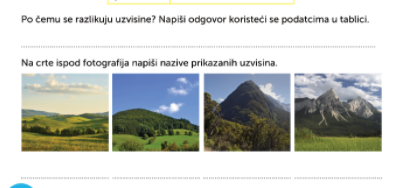 Po čemu se razlikuju uzvisine? Napiši odgovor koristeći se podatcima u tablici.
Na crte ispod fotografija napiši nazive prikazanih uzvisina.